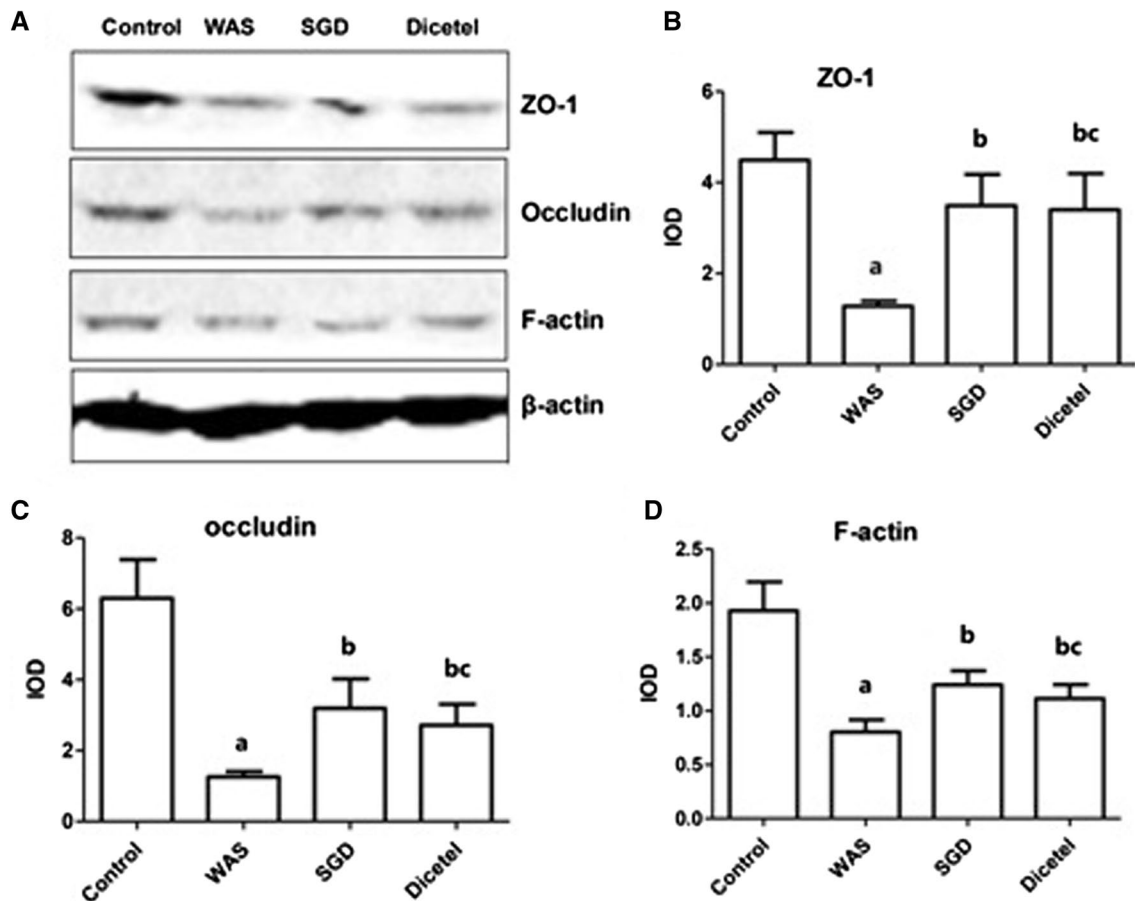 A
Control WAS SGD Dicetel
ZO-1
Occludin
F-actin
β-actin
B
ZO-1
IOD
6
4
2
0
a
b
bc
Control
WAS
SGD
Dicetel
C
occludin
IOD
8
6
4
2
0
a
b
bc
Control
WAS
SGD
Dicetel
D
F-actin
IOD
2.5
2.0
1.5
1.0
0.5
0.0
a
b
bc
Control
WAS
SGD
Dicetel